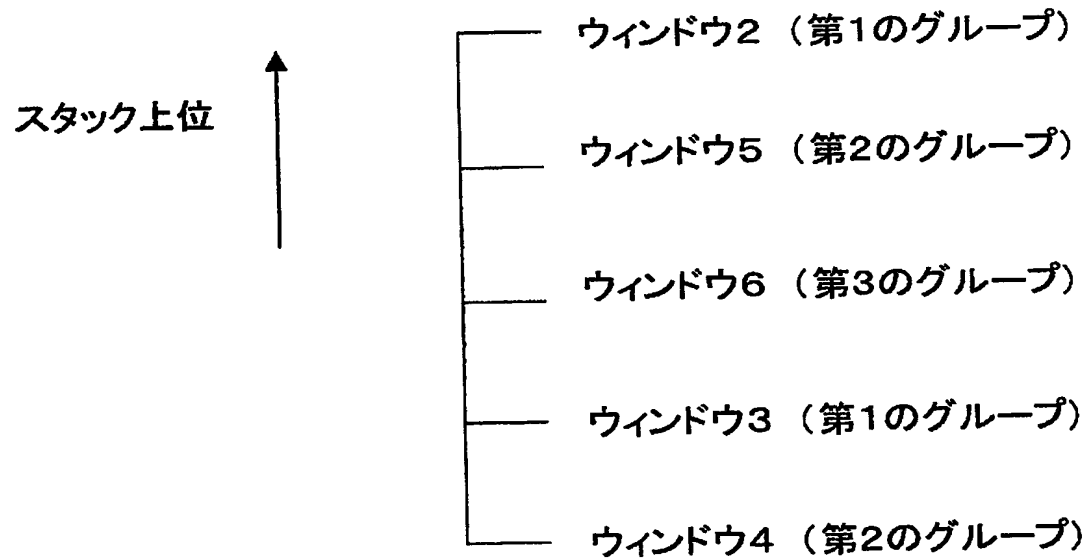 ウィンドウ2 （第1のグループ）
スタック上位
ウィンドウ5 （第2のグループ）
ウィンドウ6 （第3のグループ）
ウィンドウ3 （第1のグループ）
ウィンドウ4 （第2のグループ）